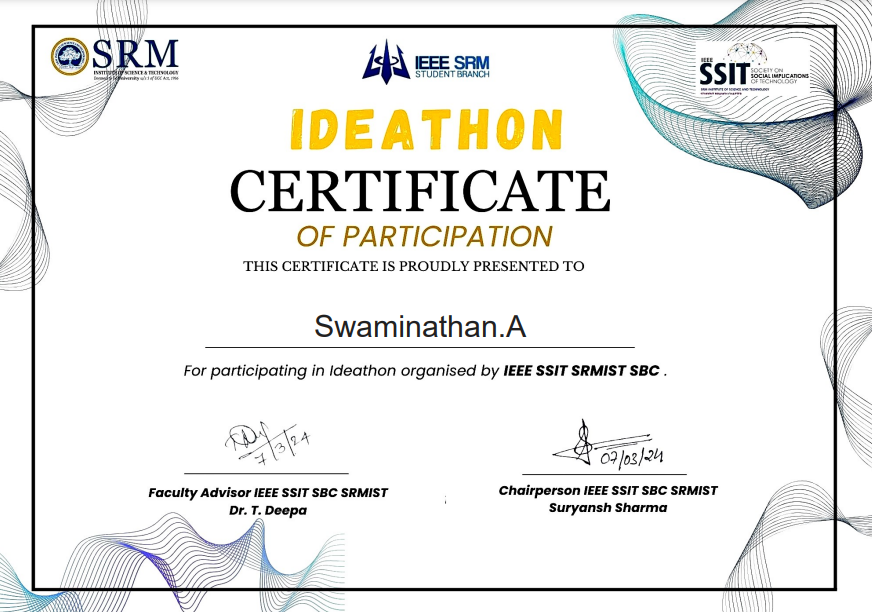 SRM
INSTITUTE OF SCIENCE & TECHNOLOGY
Deemed to be University u/s 3 of UGC Act, 1956
IEEE SRM
STUDENT BRANCH
IEEE
SSIT
SOCIETY ON
SOCIAL IMPLICATIONS
OF TECHNOLOGY
SRM INSTITUTE OF SCIENCE AND TECHNOLOGY
STUDENT BRANCH CHAPTER
IDEATHON
CERTIFICATE
OF PARTICIPATION
THIS CERTIFICATE IS PROUDLY PRESENTED TO
Swaminathan.A
For participating in Ideathon organised by IEEE SSIT SRMIST SBC .
7/3/24
07/03/24
Faculty Advisor IEEE SSIT SBC SRMIST
Dr. T. Deepa
Chairperson IEEE SSIT SBC SRMIST
Suryansh Sharma